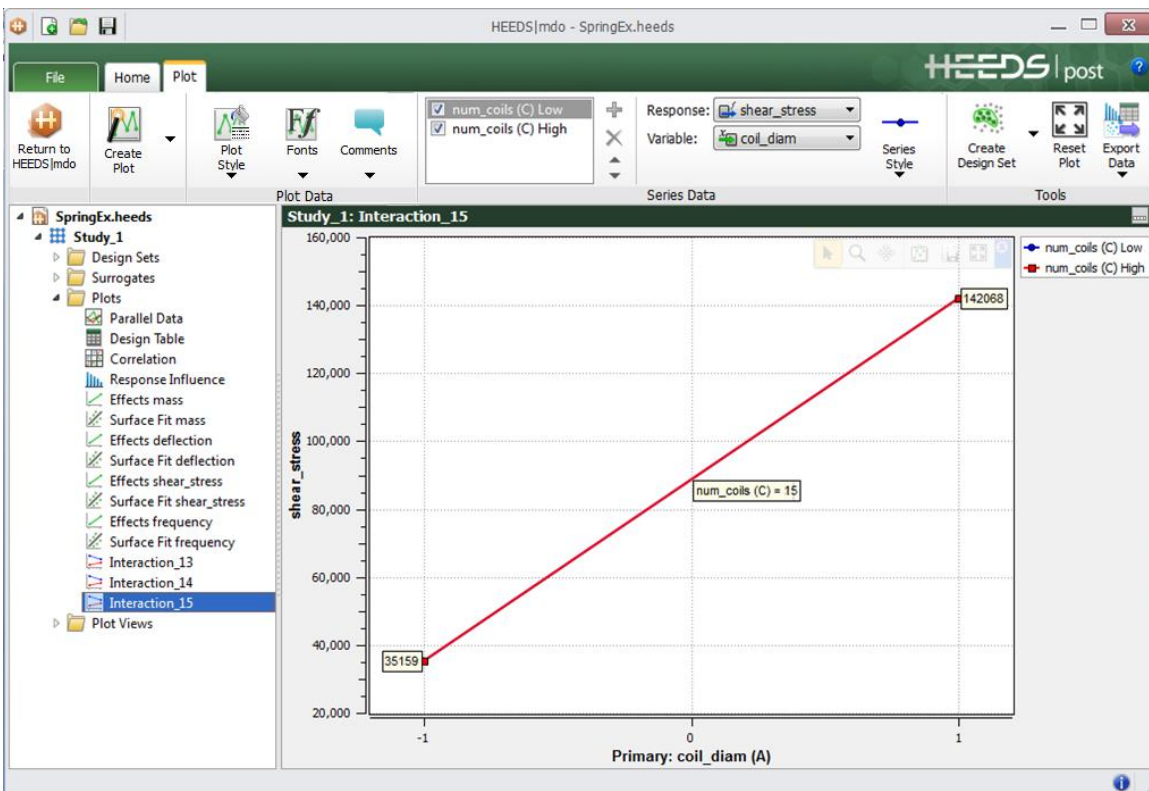 HEEDS|mdo - SpringEx.heeds
File
Home
Plot
HEEDS | post
?
Return to
HEEDS|mdo
Create
Plot
Plot
Style
Fonts
Comments
Plot Data
num_coils (C) Low
num_coils (C) High
Response:
shear_stress
Variable:
coil_diam
Series
Style
Series Data
Create
Design Set
Reset
Plot
Export
Data
Tools
SpringEx.heeds
Study_1
Design Sets
Surrogates
Plots
Parallel Data
Design Table
Correlation
Response Influence
Effects mass
Surface Fit mass
Effects deflection
Surface Fit deflection
Effects shear_stress
Surface Fit shear_stress
Effects frequency
Surface Fit frequency
Interaction_13
Interaction_14
Interaction_15
Plot Views
Study_1: Interaction_15
160,000
140,000
120,000
100,000
80,000
60,000
40,000
20,000
shear_stress
142068
num_coils (C) = 15
35159
-1
0
1
Primary: coil_diam (A)
num_coils (C) Low
num_coils (C) High